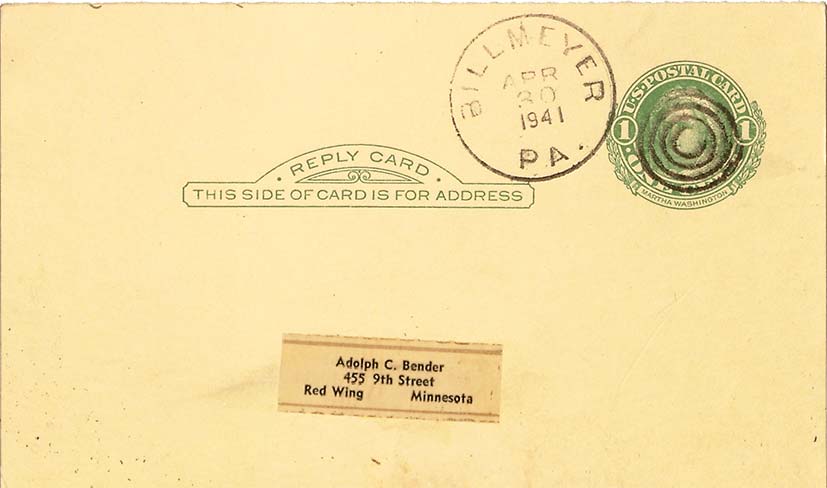 BILLMEYER
APR
30
1941
PA.
U·S·POSTAL CARD
1 1
MARTHA WASHINGTON
· REPLY CARD ·
THIS SIDE OF CARD IS FOR ADDRESS
Adolph C. Bender
455 9th Street
Red Wing Minnesota